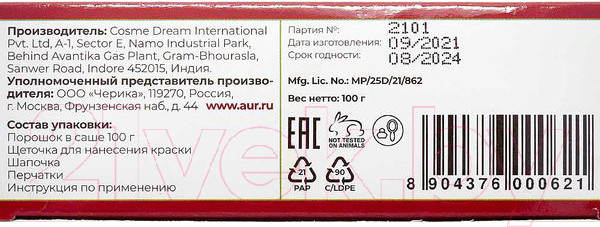 Производитель: Cosme Dream International
Pvt. Ltd, A-1, Sector E, Namo Industrial Park,
Behind Avantika Gas Plant, Gram-Bhourasla,
Sanwer Road, Indore 452015, Индия.
Уполномоченный представитель произво-
дителя: ООО «Черика», 119270, Россия,
г. Москва, Фрунзенская наб., д. 44 www.aur.ru
Состав упаковки:
Порошок в саше 100 г
Щеточка для нанесения краски
Шапочка
Перчатки
Инструкция по применению
Партия №: 2101
Дата изготовления: 09/2021
Срок годности: 08/2024
Mfg. Lic. No.: MP/25D/21/862
Вес нетто: 100 г
EAC
NOT TESTED
ON ANIMALS
21
PAP
90
C/LDPE
8 904376 000621
21vek.by